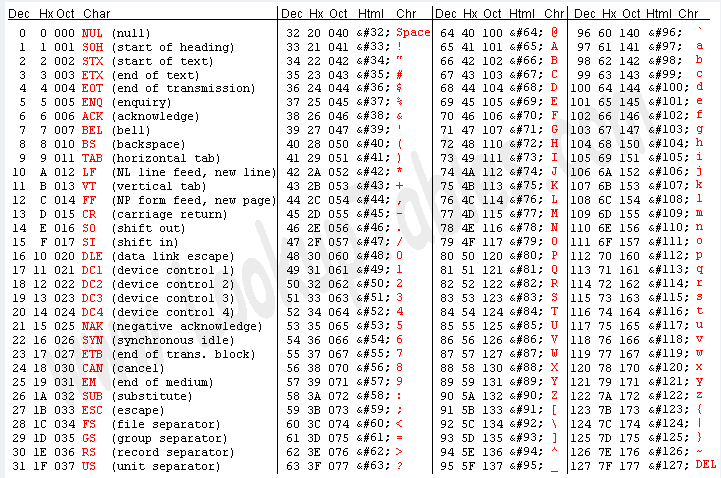 Dec Hx Oct Char Dec Hx Oct Html Chr Dec Hx Oct Html Chr Dec Hx Oct Html Chr
0 0 000 NUL (null) 32 20 040 &#32; Space 64 40 100 &#64; @ 96 60 140 &#96; `
1 1 001 SOH (start of heading) 33 21 041 &#33; ! 65 41 101 &#65; A 97 61 141 &#97; a
2 2 002 STX (start of text) 34 22 042 &#34; " 66 42 102 &#66; B 98 62 142 &#98; b
3 3 003 ETX (end of text) 35 23 043 &#35; # 67 43 103 &#67; C 99 63 143 &#99; c
4 4 004 EOT (end of transmission) 36 24 044 &#36; $ 68 44 104 &#68; D 100 64 144 &#100; d
5 5 005 ENQ (enquiry) 37 25 045 &#37; % 69 45 105 &#69; E 101 65 145 &#101; e
6 6 006 ACK (acknowledge) 38 26 046 &#38; & 70 46 106 &#70; F 102 66 146 &#102; f
7 7 007 BEL (bell) 39 27 047 &#39; ' 71 47 107 &#71; G 103 67 147 &#103; g
8 8 010 BS (backspace) 40 28 050 &#40; ( 72 48 110 &#72; H 104 68 150 &#104; h
9 9 011 TAB (horizontal tab) 41 29 051 &#41; ) 73 49 111 &#73; I 105 69 151 &#105; i
10 A 012 LF (NL line feed, new line) 42 2A 052 &#42; * 74 4A 112 &#74; J 106 6A 152 &#106; j
11 B 013 VT (vertical tab) 43 2B 053 &#43; + 75 4B 113 &#75; K 107 6B 153 &#107; k
12 C 014 FF (NP form feed, new page) 44 2C 054 &#44; , 76 4C 114 &#76; L 108 6C 154 &#108; l
13 D 015 CR (carriage return) 45 2D 055 &#45; - 77 4D 115 &#77; M 109 6D 155 &#109; m
14 E 016 SO (shift out) 46 2E 056 &#46; . 78 4E 116 &#78; N 110 6E 156 &#110; n
15 F 017 SI (shift in) 47 2F 057 &#47; / 79 4F 117 &#79; O 111 6F 157 &#111; o
16 10 020 DLE (data link escape) 48 30 060 &#48; 0 80 50 120 &#80; P 112 70 160 &#112; p
17 11 021 DC1 (device control 1) 49 31 061 &#49; 1 81 51 121 &#81; Q 113 71 161 &#113; q
18 12 022 DC2 (device control 2) 50 32 062 &#50; 2 82 52 122 &#82; R 114 72 162 &#114; r
19 13 023 DC3 (device control 3) 51 33 063 &#51; 3 83 53 123 &#83; S 115 73 163 &#115; s
20 14 024 DC4 (device control 4) 52 34 064 &#52; 4 84 54 124 &#84; T 116 74 164 &#116; t
21 15 025 NAK (negative acknowledge) 53 35 065 &#53; 5 85 55 125 &#85; U 117 75 165 &#117; u
22 16 026 SYN (synchronous idle) 54 36 066 &#54; 6 86 56 126 &#86; V 118 76 166 &#118; v
23 17 027 ETB (end of trans. block) 55 37 067 &#55; 7 87 57 127 &#87; W 119 77 167 &#119; w
24 18 030 CAN (cancel) 56 38 070 &#56; 8 88 58 130 &#88; X 120 78 170 &#120; x
25 19 031 EM (end of medium) 57 39 071 &#57; 9 89 59 131 &#89; Y 121 79 171 &#121; y
26 1A 032 SUB (substitute) 58 3A 072 &#58; : 90 5A 132 &#90; Z 122 7A 172 &#122; z
27 1B 033 ESC (escape) 59 3B 073 &#59; ; 91 5B 133 &#91; [ 123 7B 173 &#123; {
28 1C 034 FS (file separator) 60 3C 074 &#60; < 92 5C 134 &#92; \ 124 7C 174 &#124; |
29 1D 035 GS (group separator) 61 3D 075 &#61; = 93 5D 135 &#93; ] 125 7D 175 &#125; }
30 1E 036 RS (record separator) 62 3E 076 &#62; > 94 5E 136 &#94; ^ 126 7E 176 &#126; ~
31 1F 037 US (unit separator) 63 3F 077 &#63; ? 95 5F 137 &#95; _ 127 7F 177 &#127; DEL